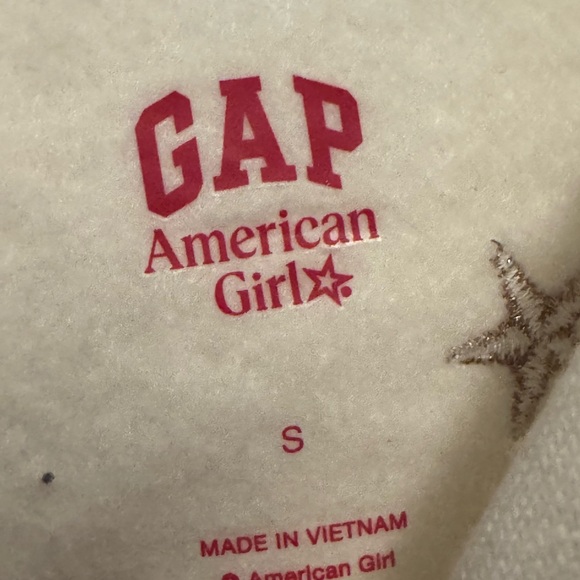 GAP
American
Girl
S
MADE IN VIETNAM
American Girl